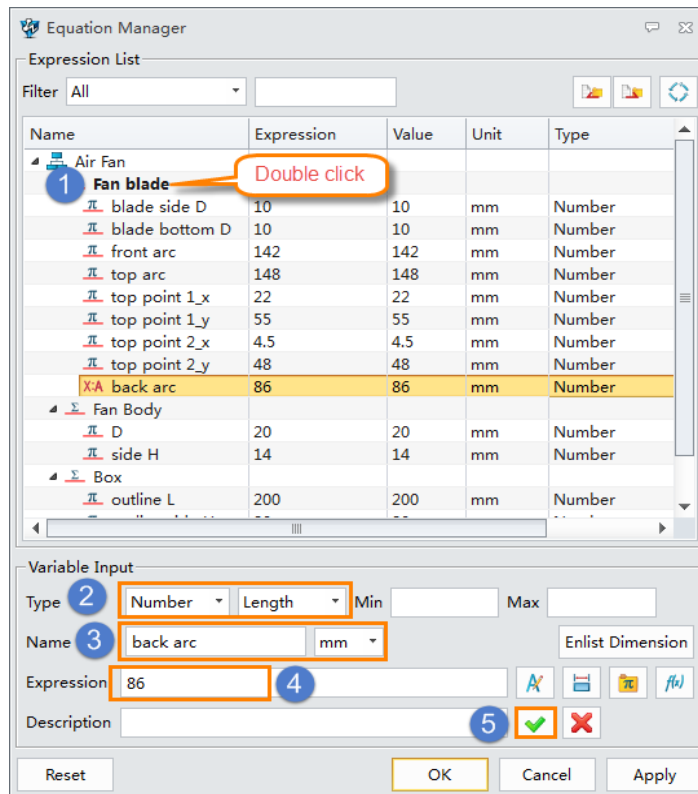 Equation Manager
Expression List
Filter All
Name Expression Value Unit Type
Air Fan
1 Fan blade Double click
π blade side D 10 10 mm Number
π blade bottom D 10 10 mm Number
π front arc 142 142 mm Number
π top arc 148 148 mm Number
π top point 1_x 22 22 mm Number
π top point 1_y 55 55 mm Number
π top point 2_x 4.5 4.5 mm Number
π top point 2_y 48 48 mm Number
X:A back arc 86 86 mm Number
Σ Fan Body
π D 20 20 mm Number
π side H 14 14 mm Number
Σ Box
π outline L 200 200 mm Number
Variable Input
Type 2 Number Length Min Max
Name 3 back arc mm Enlist Dimension
Expression 86 4 π f(x)
Description 5
Reset OK Cancel Apply